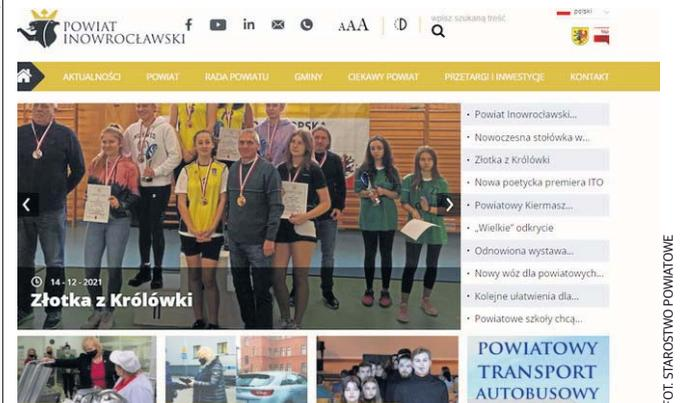 POWIAT
INOWROCŁAWSKI
AAA
wpisz szukaną treść
polski
AKTUALNOŚCI POWIAT RADA POWIATU GMINY CIEKAWY POWIAT PRZETARGI I INWESTYCJE KONTAKT
14 - 12 - 2021
Złotka z Królówki
• Powiat Inowrocławski...
• Nowoczesna stołówka w...
• Złotka z Królówki
• Nowa poetycka premiera ITO
• Powiatowy Kiermasz...
• „Wielkie” odkrycie
• Odnowiona wystawa...
• Nowy wóz dla powiatowych...
• Kolejne ułatwienia dla...
• Powiatowe szkoły chcą...
POWIATOWY
TRANSPORT
AUTOBUSOWY
FOT. STAROSTWO POWIATOWE